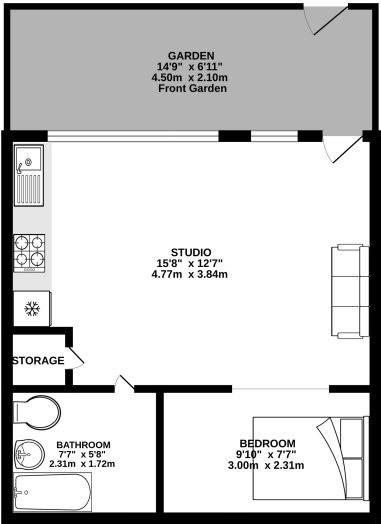 GARDEN
14'9" x 6'11"
4.50m x 2.10m
Front Garden
STUDIO
15'8" x 12'7"
4.77m x 3.84m
STORAGE
BATHROOM
7'7" x 5'8"
2.31m x 1.72m
BEDROOM
9'10" x 7'7"
3.00m x 2.31m